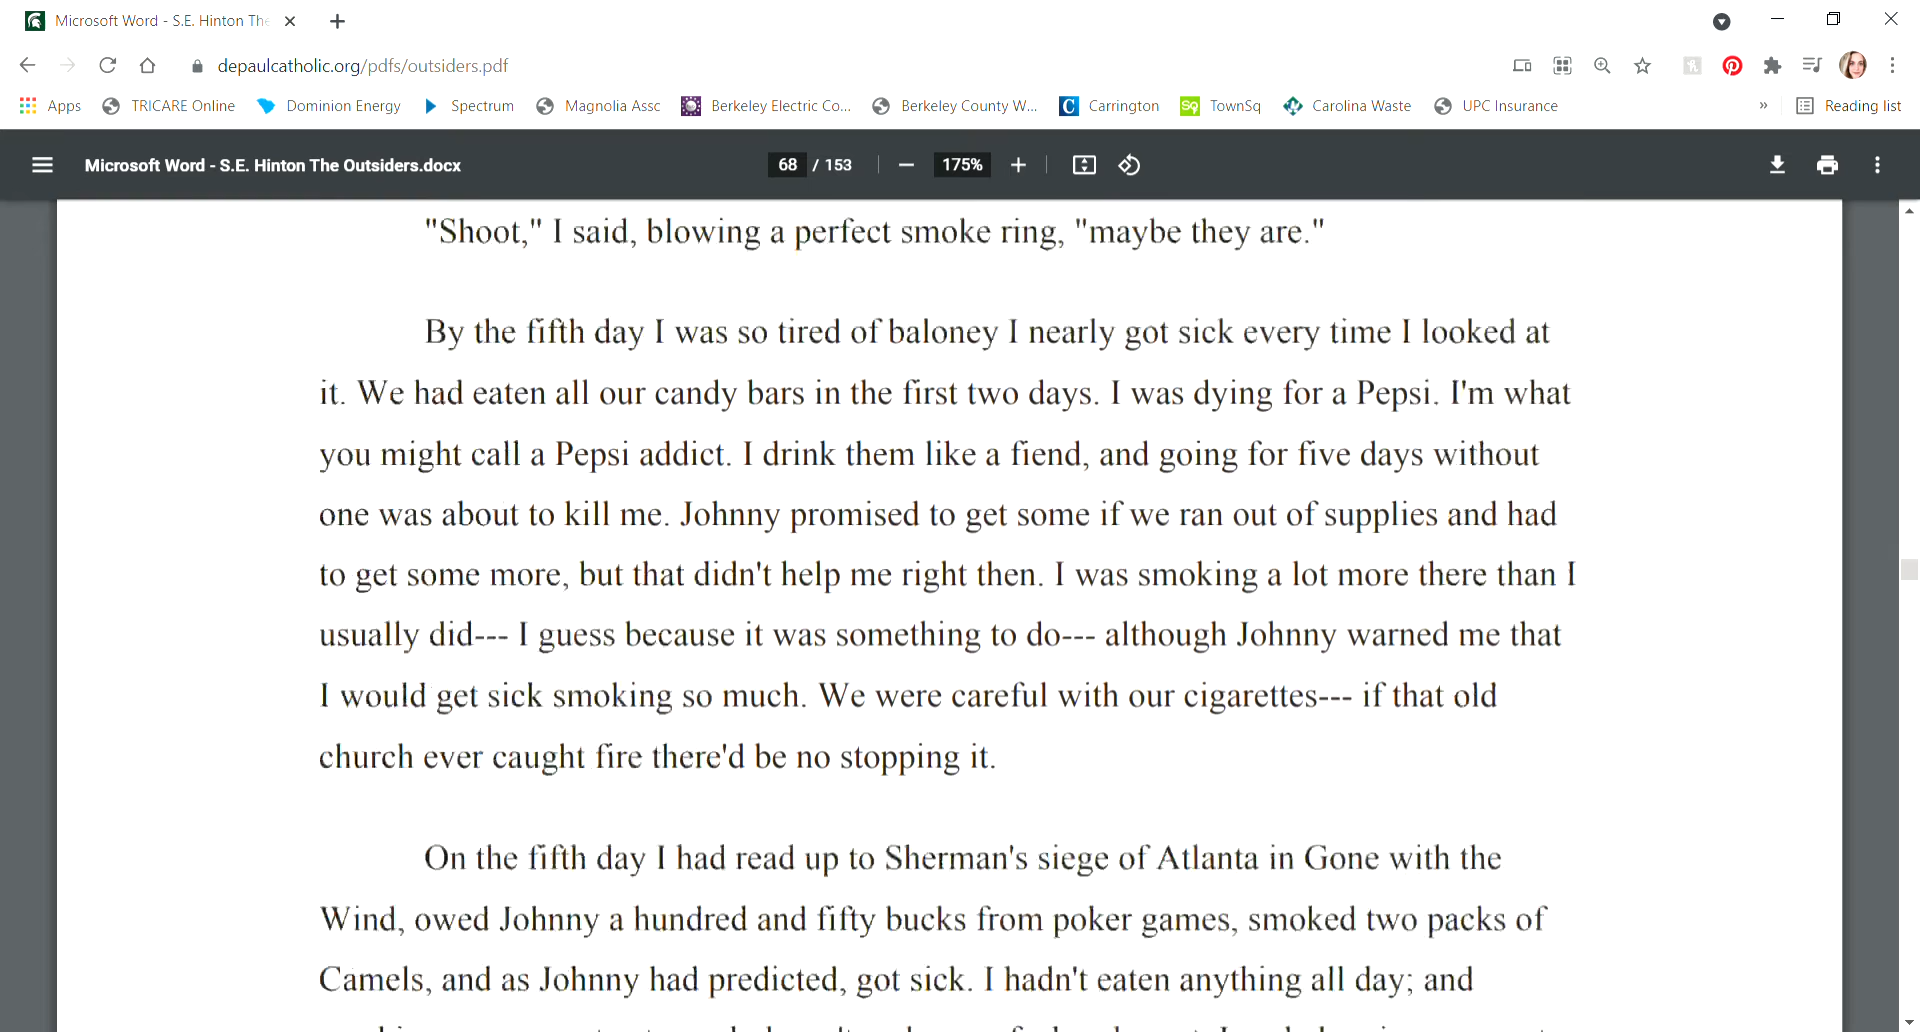 Microsoft Word - S.E. Hinton The
depaulcatholic.org/pdfs/outsiders.pdf
Apps TRICARE Online Dominion Energy Spectrum Magnolia Assc Berkeley Electric Co... Berkeley County W... Carrington TownSq Carolina Waste UPC Insurance » Reading list
Microsoft Word - S.E. Hinton The Outsiders.docx 68 / 153 175%
"Shoot," I said, blowing a perfect smoke ring, "maybe they are."
By the fifth day I was so tired of baloney I nearly got sick every time I looked at
it. We had eaten all our candy bars in the first two days. I was dying for a Pepsi. I'm what
you might call a Pepsi addict. I drink them like a fiend, and going for five days without
one was about to kill me. Johnny promised to get some if we ran out of supplies and had
to get some more, but that didn't help me right then. I was smoking a lot more there than I
usually did--- I guess because it was something to do--- although Johnny warned me that
I would get sick smoking so much. We were careful with our cigarettes--- if that old
church ever caught fire there'd be no stopping it.
On the fifth day I had read up to Sherman's siege of Atlanta in Gone with the
Wind, owed Johnny a hundred and fifty bucks from poker games, smoked two packs of
Camels, and as Johnny had predicted, got sick. I hadn't eaten anything all day; and